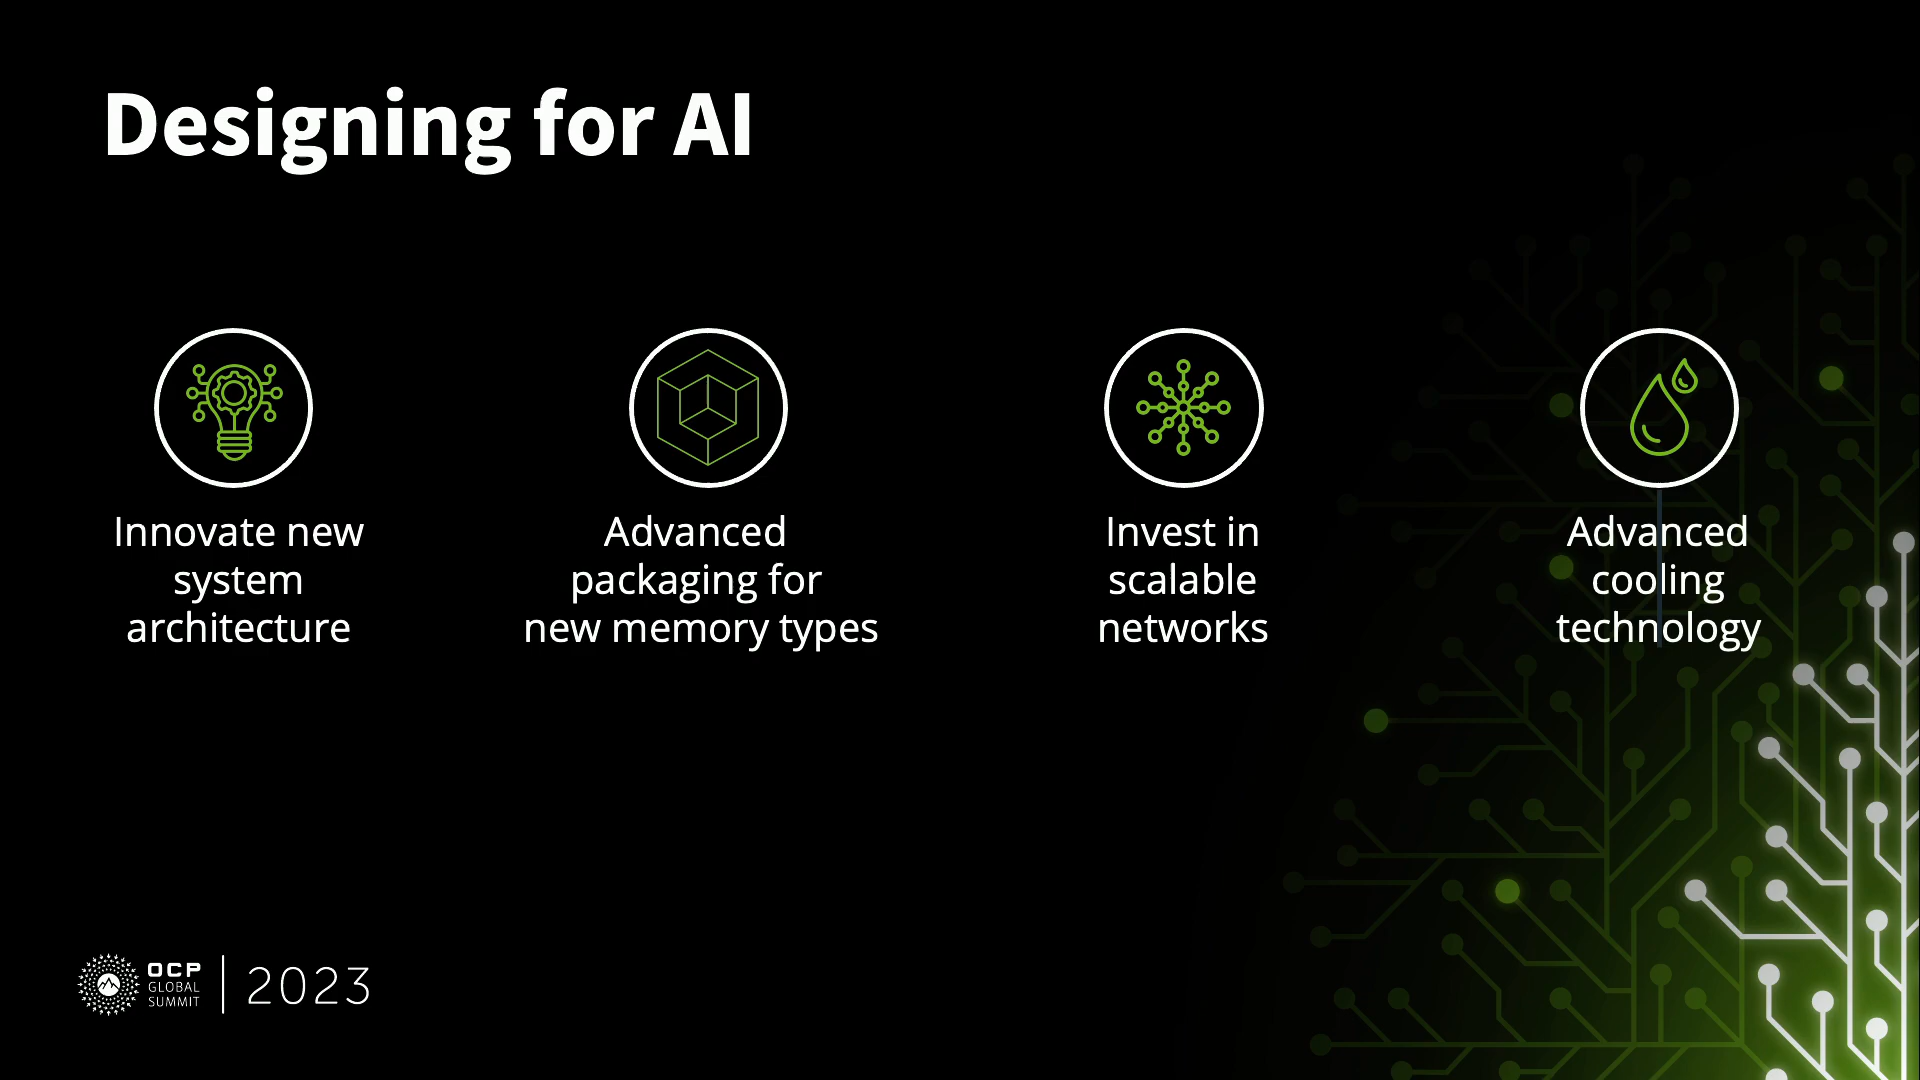 Designing for AI
Innovate new
system
architecture
Advanced
packaging for
new memory types
Invest in
scalable
networks
Advanced
cooling
technology
OCP
GLOBAL
SUMMIT
2023